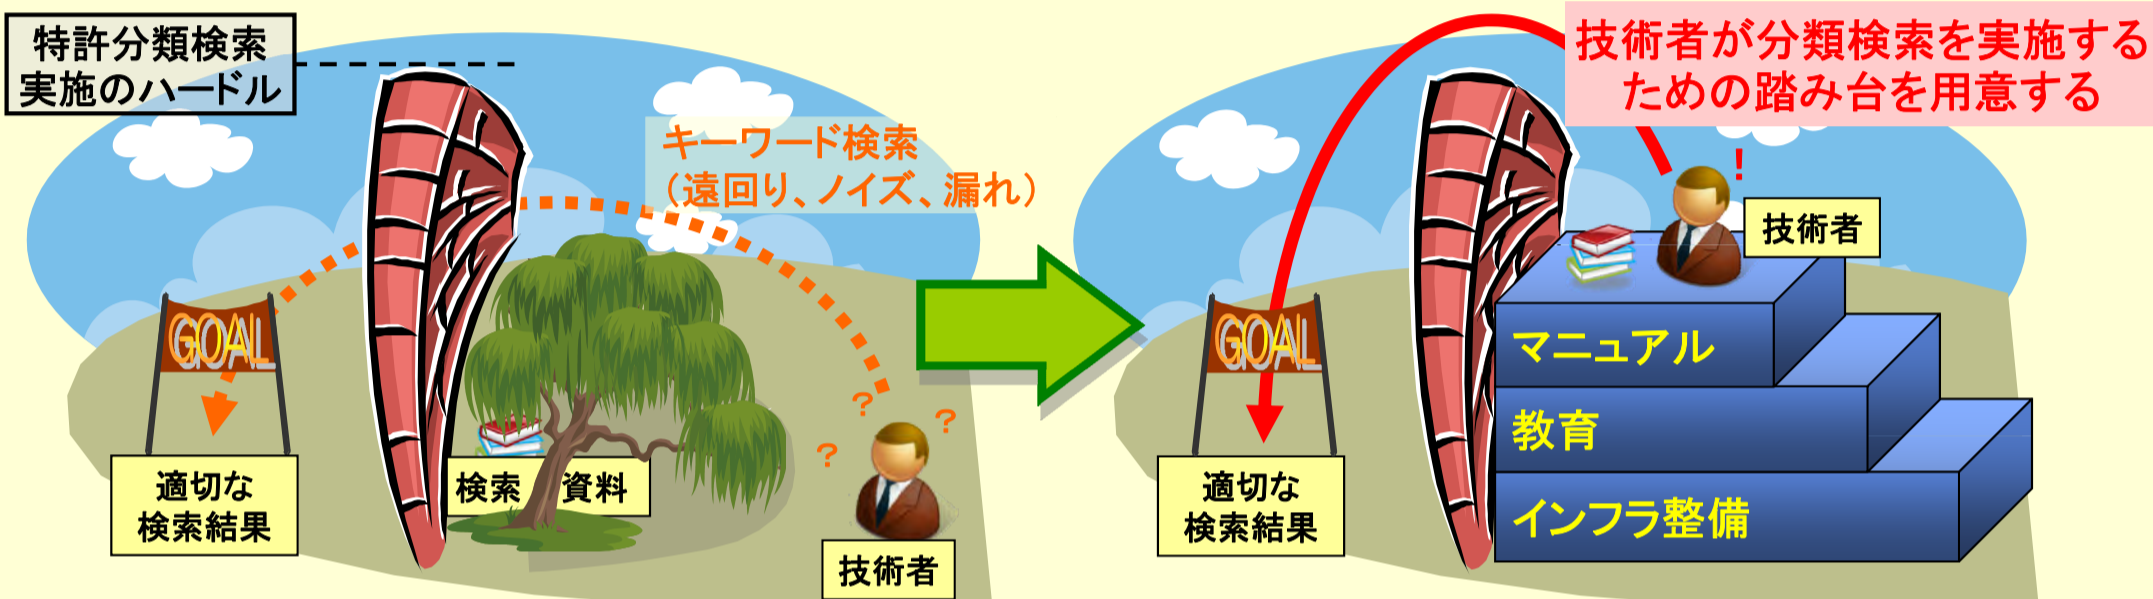 特許分類検索
実施のハードル
キーワード検索
（遠回り、ノイズ、漏れ）
GOAL
適切な
検索結果
検索 資料
? ? ?
技術者
技術者が分類検索を実施する
ための踏み台を用意する
!
技術者
GOAL
適切な
検索結果
マニュアル
教育
インフラ整備